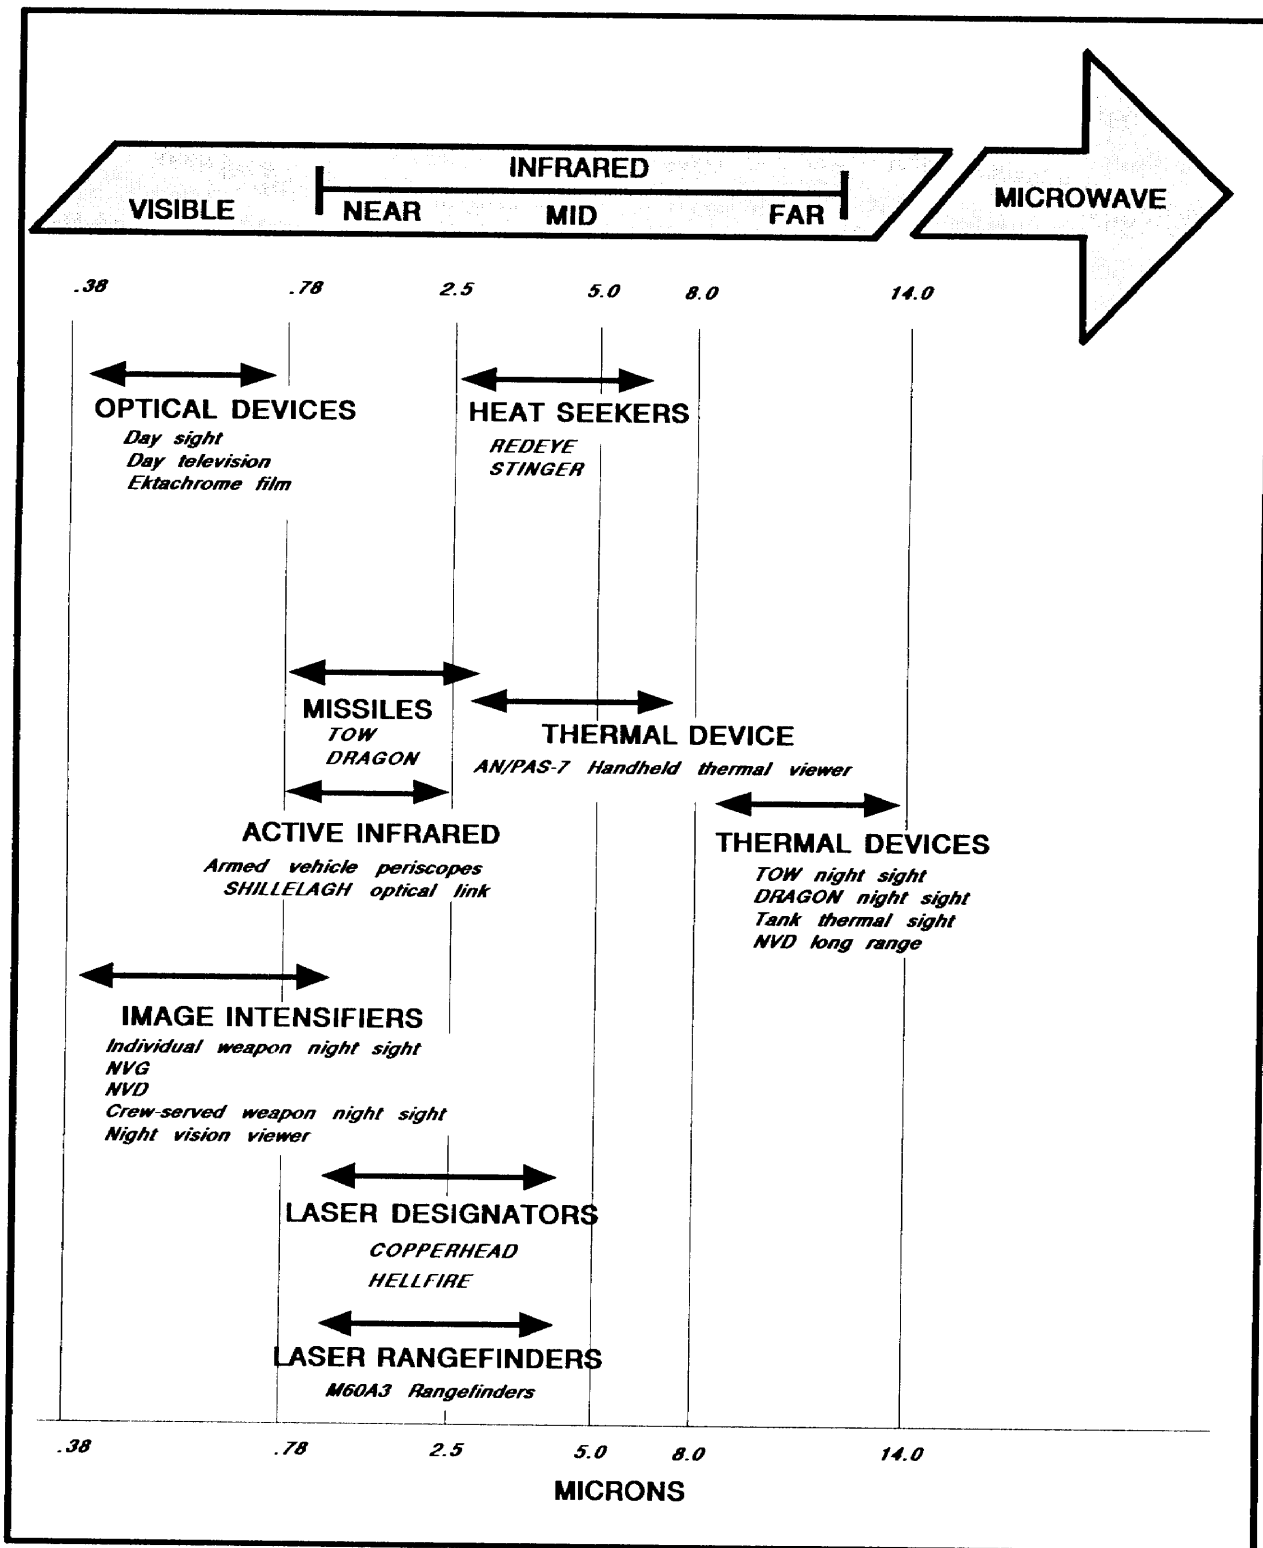 INFRARED
VISIBLE NEAR MID FAR MICROWAVE
.38 .78 2.5 5.0 8.0 14.0
OPTICAL DEVICES
Day sight
Day television
Ektachrome film
HEAT SEEKERS
REDEYE
STINGER
MISSILES
TOW
DRAGON
THERMAL DEVICE
AN/PAS-7 Handheld thermal viewer
ACTIVE INFRARED
Armed vehicle periscopes
SHILLELAGH optical link
THERMAL DEVICES
TOW night sight
DRAGON night sight
Tank thermal sight
NVD long range
IMAGE INTENSIFIERS
Individual weapon night sight
NVG
NVD
Crew-served weapon night sight
Night vision viewer
LASER DESIGNATORS
COPPERHEAD
HELLFIRE
LASER RANGEFINDERS
M60A3 Rangefinders
.38 .78 2.5 5.0 8.0 14.0
MICRONS